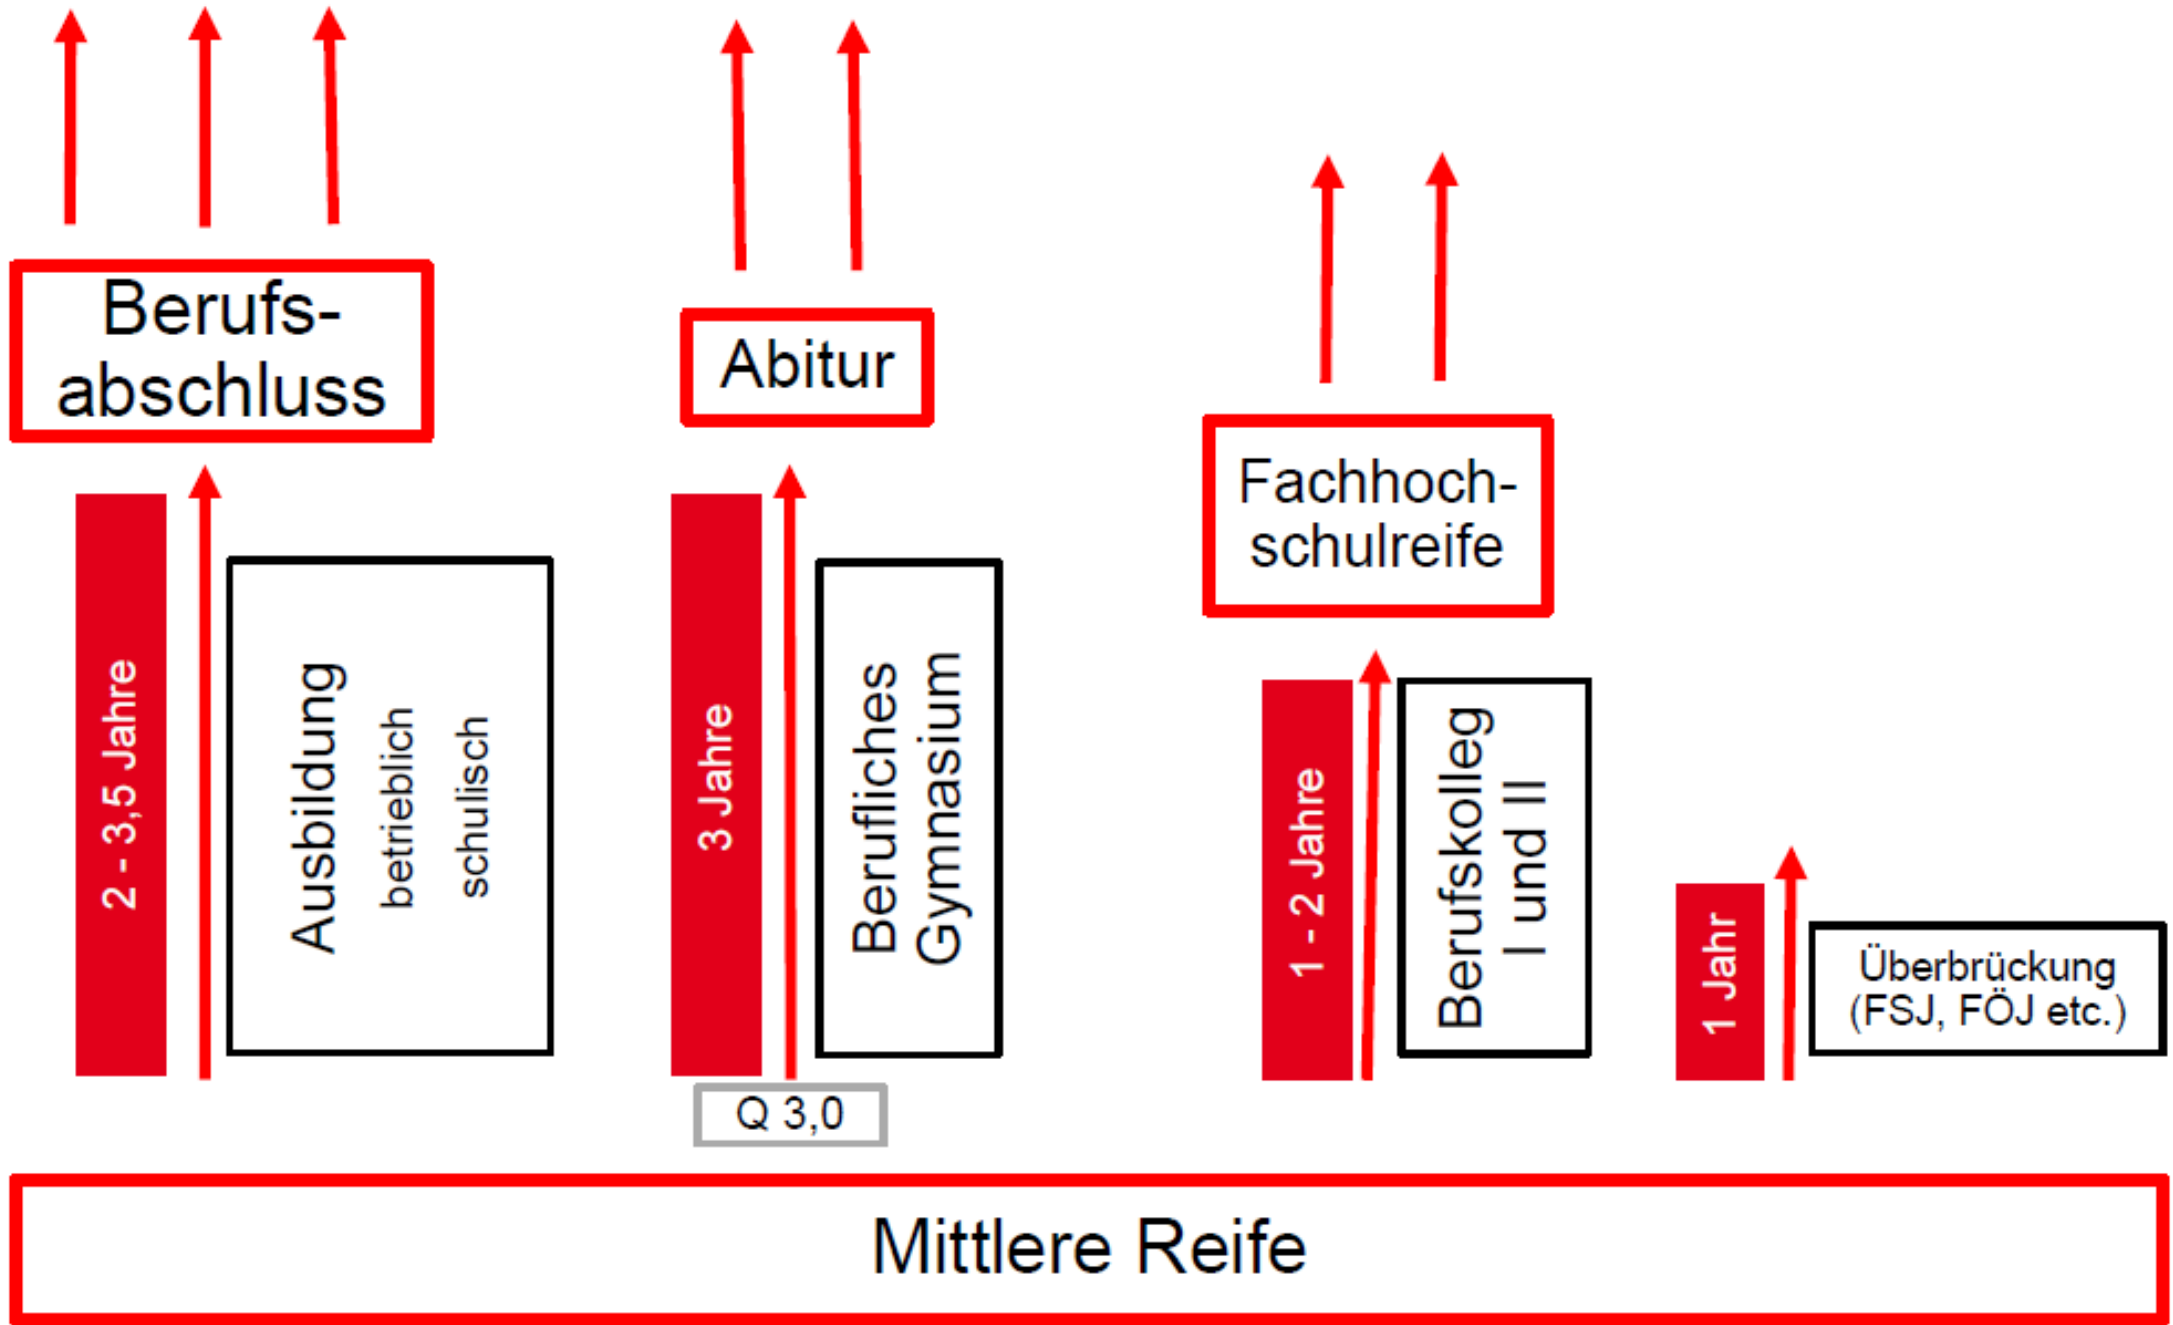 Berufs-
abschluss
2 - 3,5 Jahre
Ausbildung
betrieblich
schulisch
Abitur
3 Jahre
Berufliches
Gymnasium
Q 3,0
Fachhoch-
schulreife
1 - 2 Jahre
Berufskolleg
I und II
1 Jahr
Überbrückung
(FSJ, FÖJ etc.)
Mittlere Reife